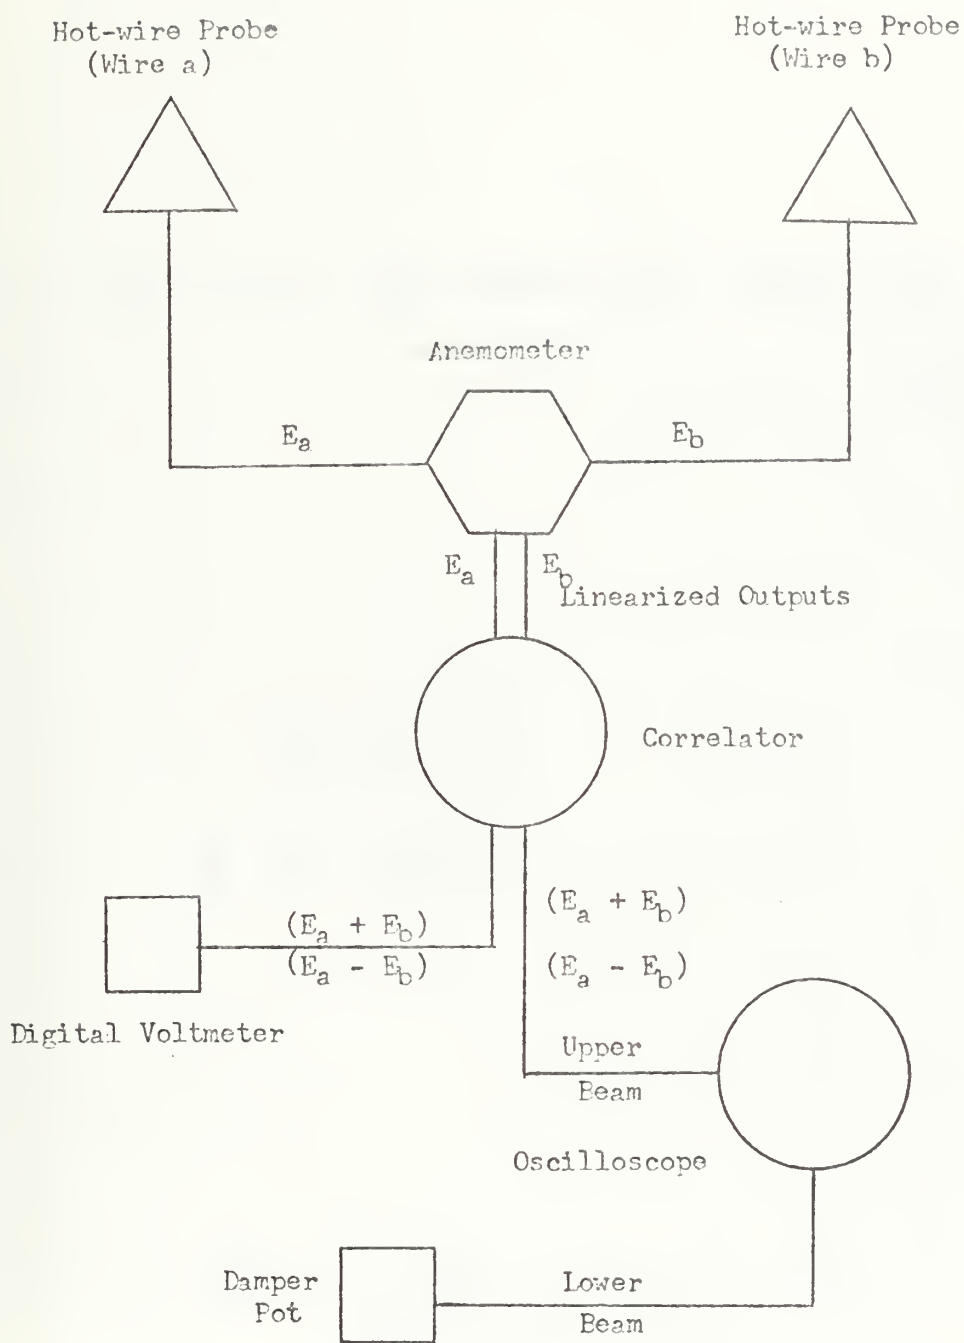 Hot-wire Probe
(Wire a)
Hot-wire Probe
(Wire b)
Anemometer
Ea
Eb
Ea
Eb
Linearized Outputs
Correlator
(Ea + Eb)
(Ea - Eb)
(Ea + Eb)
(Ea - Eb)
Digital Voltmeter
Upper
Beam
Oscilloscope
Damper
Pot
Lower
Beam